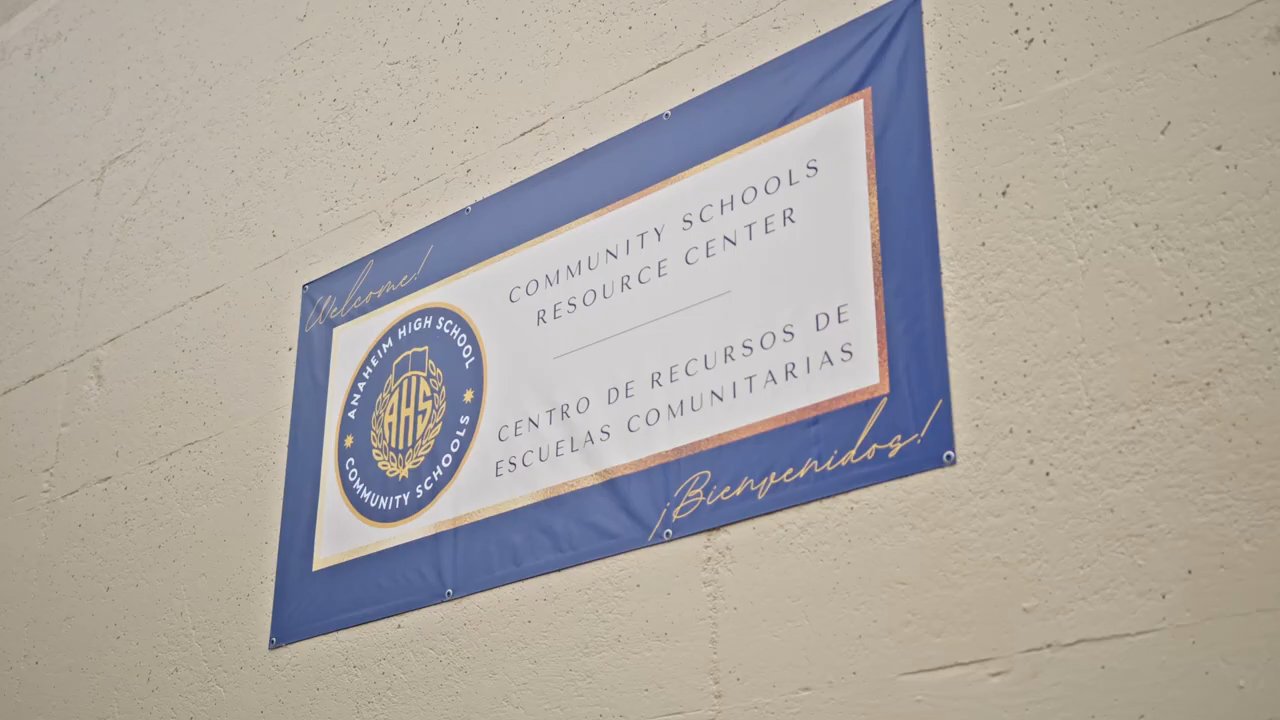 Welcome!
ANAHEIM HIGH SCHOOL
AHS
COMMUNITY SCHOOLS
COMMUNITY SCHOOLS
RESOURCE CENTER
CENTRO DE RECURSOS DE
ESCUELAS COMUNITARIAS
¡Bienvenidos!